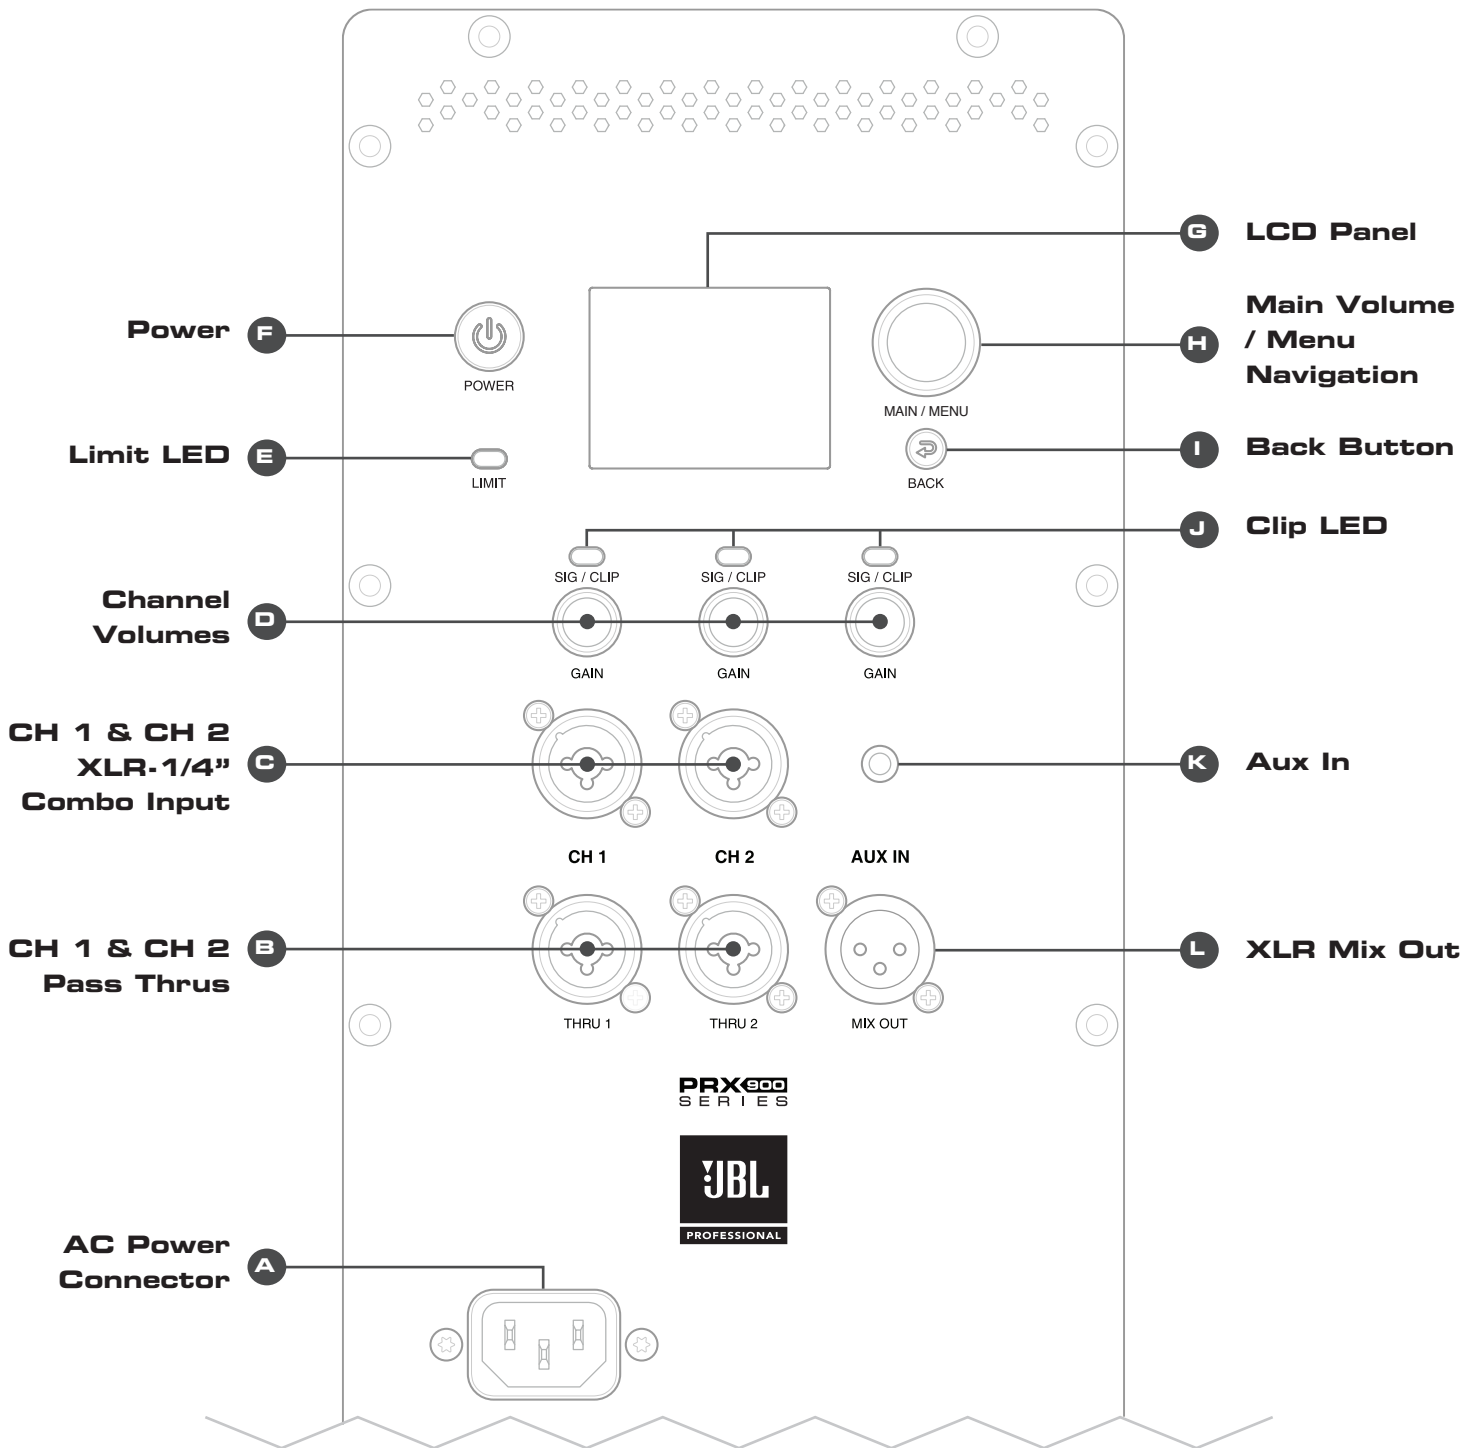 G
LCD Panel
Main Volume
/ Menu
Navigation
H
Power
F
POWER
MAIN / MENU
Limit LED
E
LIMIT
BACK
I
Back Button
J
Clip LED
SIG / CLIP
SIG / CLIP
SIG / CLIP
Channel
Volumes
D
GAIN
GAIN
GAIN
CH 1 & CH 2
XLR-1/4”
Combo Input
C
K
Aux In
CH 1
CH 2
AUX IN
CH 1 & CH 2
Pass Thrus
B
L
XLR Mix Out
THRU 1
THRU 2
MIX OUT
PRX 900
SERIES
JBL
PROFESSIONAL
AC Power
Connector
A